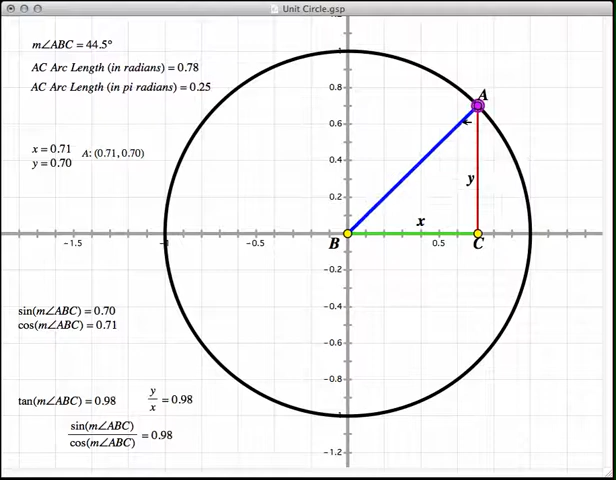 Unit Circle.gsp
m∠ABC = 44.5°
AC Arc Length (in radians) = 0.78
AC Arc Length (in pi radians) = 0.25
x = 0.71
y = 0.70
A: (0.71, 0.70)
sin(m∠ABC) = 0.70
cos(m∠ABC) = 0.71
tan(m∠ABC) = 0.98
y/x = 0.98
sin(m∠ABC)/cos(m∠ABC) = 0.98
1
0.8
0.6
0.4
0.2
-0.2
-0.4
-0.6
-0.8
-1
-1.2
-1.5
-0.5
0.5
A
B
C
x
y